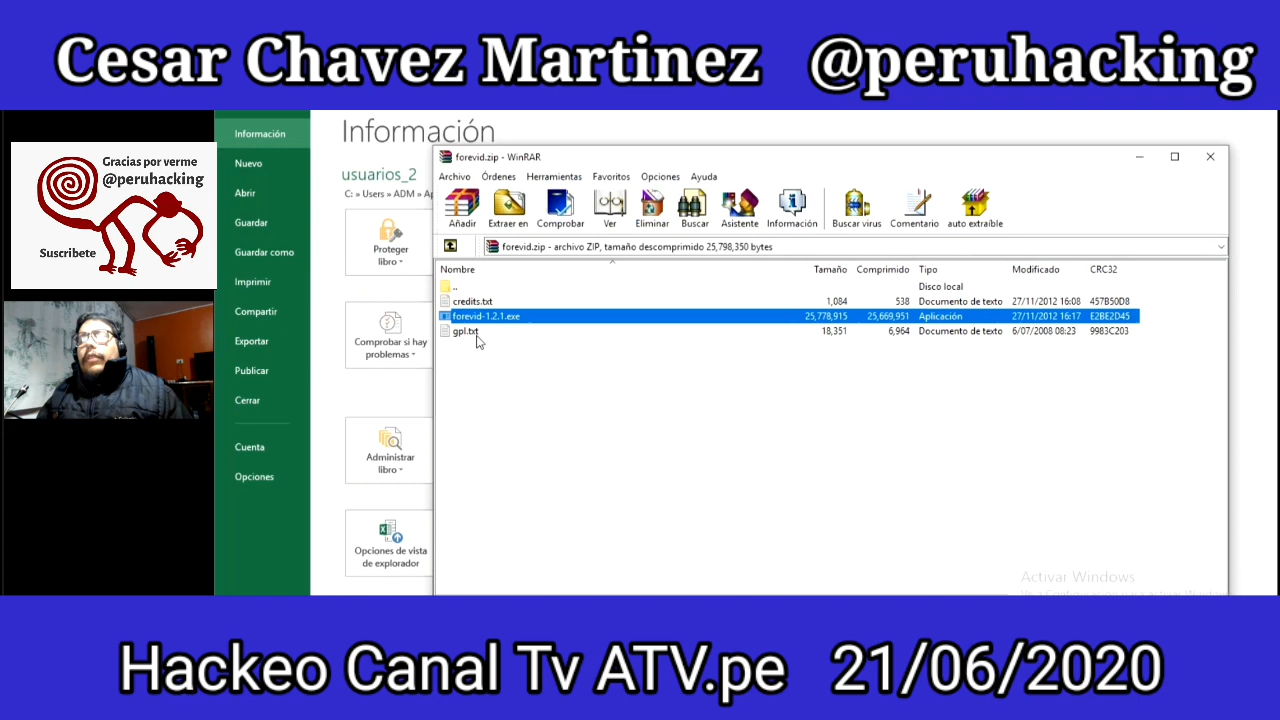 Cesar Chavez Martinez @peruhacking
Gracias por verme
@peruhacking
Suscribete
Información
Nuevo
Abrir
Guardar
Guardar como
Imprimir
Compartir
Exportar
Publicar
Cerrar
Cuenta
Opciones
Información
usuarios_2
C: » Users » ADM » Ap
Proteger
libro
Comprobar si hay
problemas
Administrar
libro
Opciones de vista
de explorador
forevid.zip - WinRAR
Archivo Órdenes Herramientas Favoritos Opciones Ayuda
Añadir Extraer en Comprobar Ver Eliminar Buscar Asistente Información Buscar virus Comentario auto extraíble
forevid.zip - archivo ZIP, tamaño descomprimido 25,798,350 bytes
Nombre Tamaño Comprimido Tipo Modificado CRC32
.. Disco local
credits.txt 1,084 538 Documento de texto 27/11/2012 16:08 457B50D8
forevid-1.2.1.exe 25,778,915 25,669,951 Aplicación 27/11/2012 16:17 E2BE2D45
gpl.txt 18,351 6,964 Documento de texto 6/07/2008 08:23 9983C203
Activar Windows
Hackeo Canal Tv ATV.pe 21/06/2020